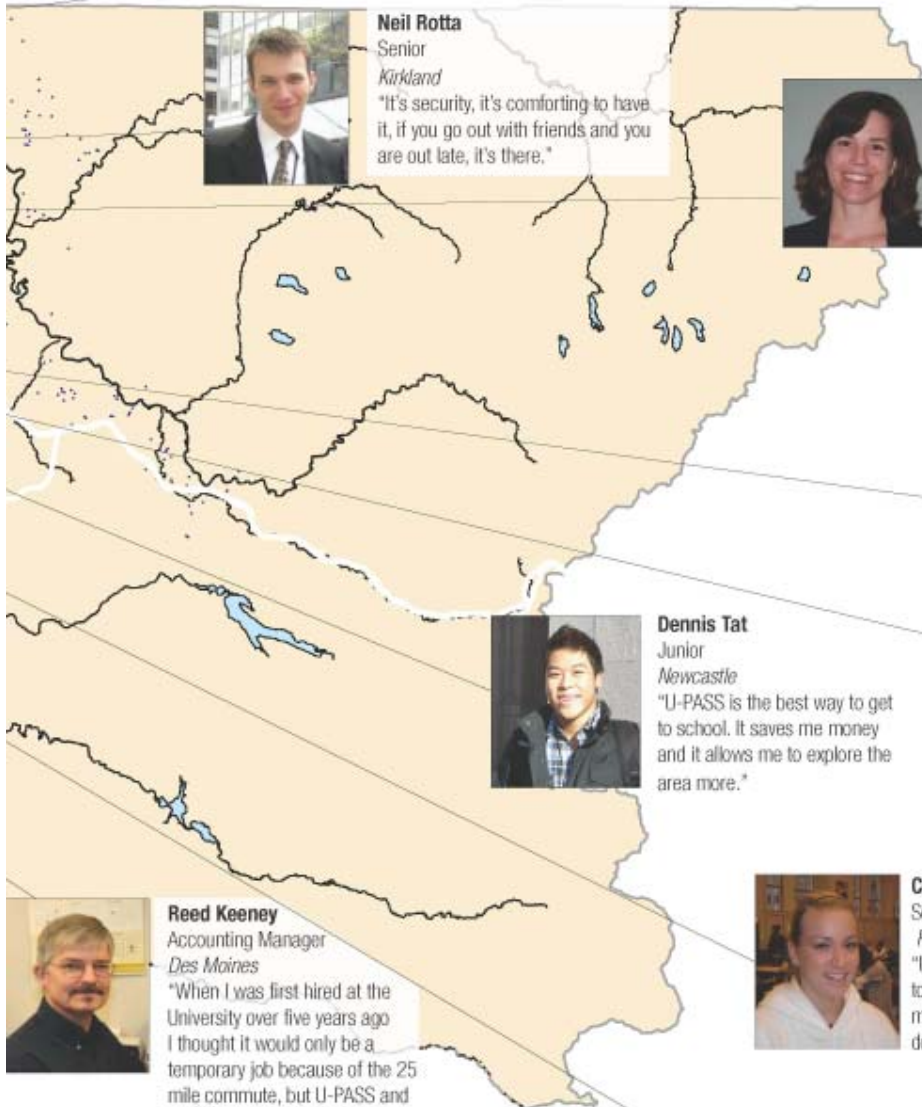 Neil Rotta
Senior
Kirkland
"It's security, it's comforting to have
it, if you go out with friends and you
are out late, it's there."
Dennis Tat
Junior
Newcastle
"U-PASS is the best way to get
to school. It saves me money
and it allows me to explore the
area more."
Reed Keeney
Accounting Manager
Des Moines
"When I was first hired at the
University over five years ago
I thought it would only be a
temporary job because of the 25
mile commute, but U-PASS and